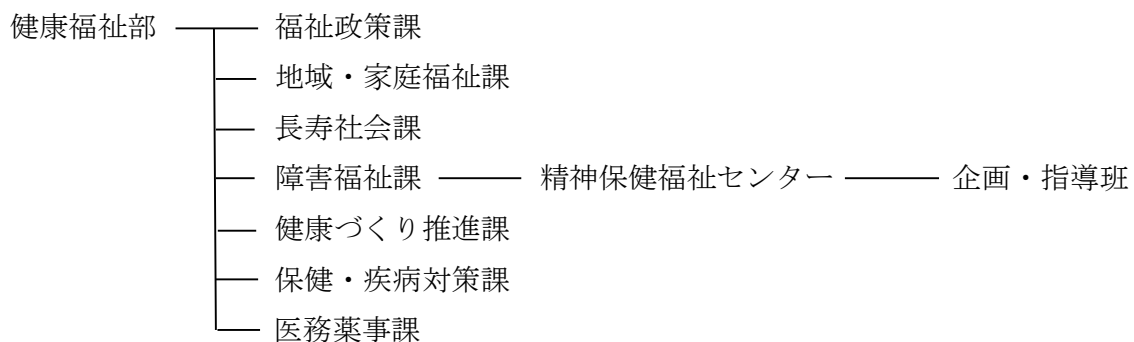 健康福祉部 福祉政策課
地域・家庭福祉課
長寿社会課
障害福祉課 精神保健福祉センター 企画・指導班
健康づくり推進課
保健・疾病対策課
医務薬事課